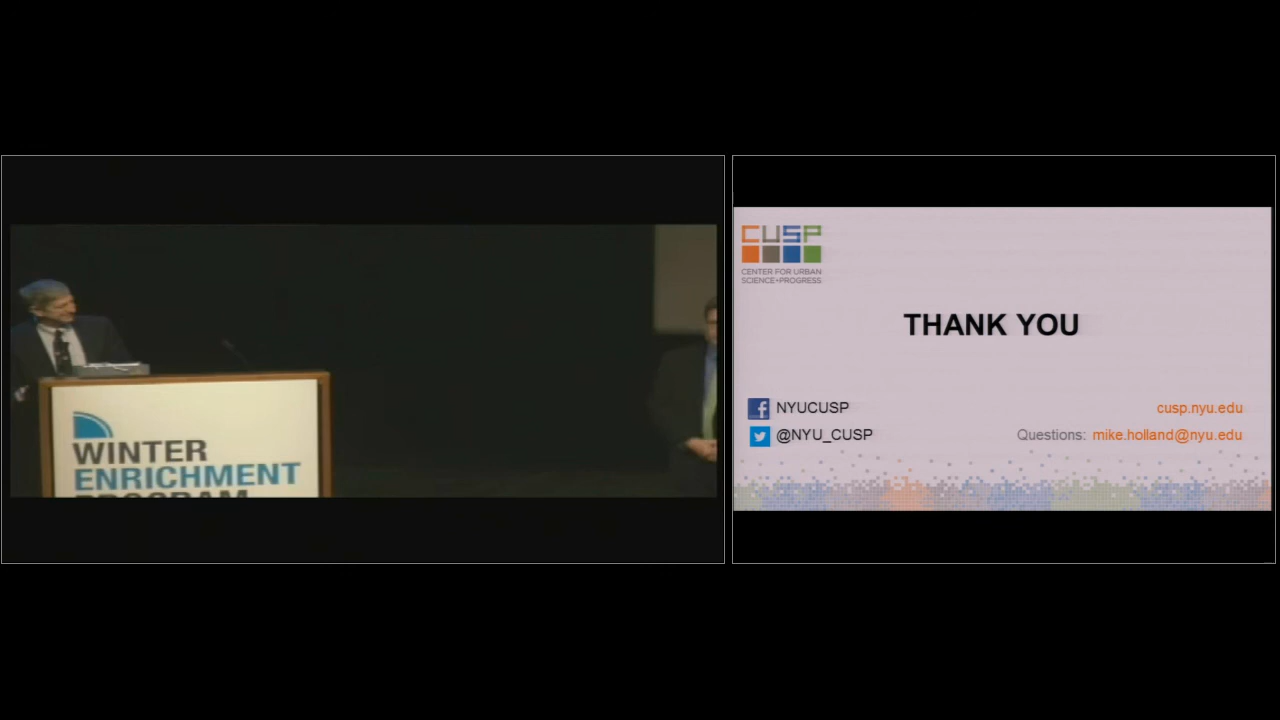 WINTER
ENRICHMENT
PROGRAM
CUSP
CENTER FOR URBAN
SCIENCE+PROGRESS
THANK YOU
NYUCUSP
cusp.nyu.edu
@NYU_CUSP
Questions: mike.holland@nyu.edu